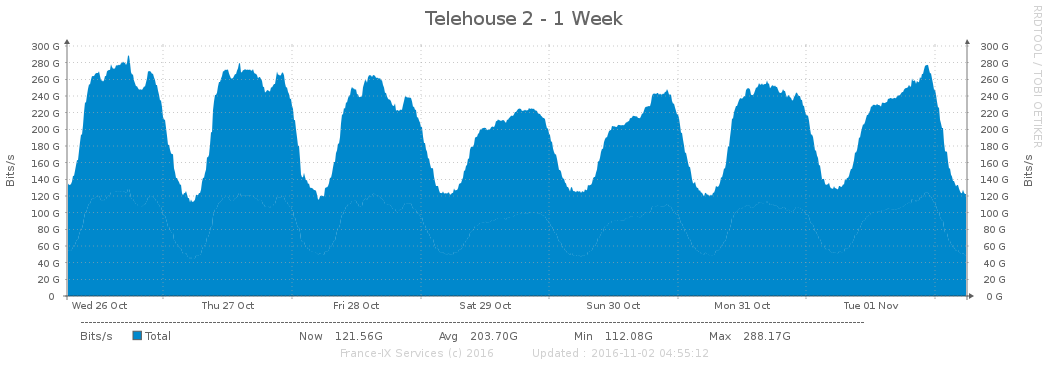 Telehouse 2 - 1 Week
RRDTOOL / TOBI OETIKER
Bits/s
300 G 300 G
280 G 280 G
260 G 260 G
240 G 240 G
220 G 220 G
200 G 200 G
180 G 180 G
160 G 160 G
140 G 140 G
120 G 120 G
100 G 100 G
80 G 80 G
60 G 60 G
40 G 40 G
20 G 20 G
0 0 G
Bits/s
Wed 26 Oct Thu 27 Oct Fri 28 Oct Sat 29 Oct Sun 30 Oct Mon 31 Oct Tue 01 Nov
Bits/s Total Now 121.56G Avg 203.70G Min 112.08G Max 288.17G
France-IX Services (c) 2016 Updated : 2016-11-02 04:55:12